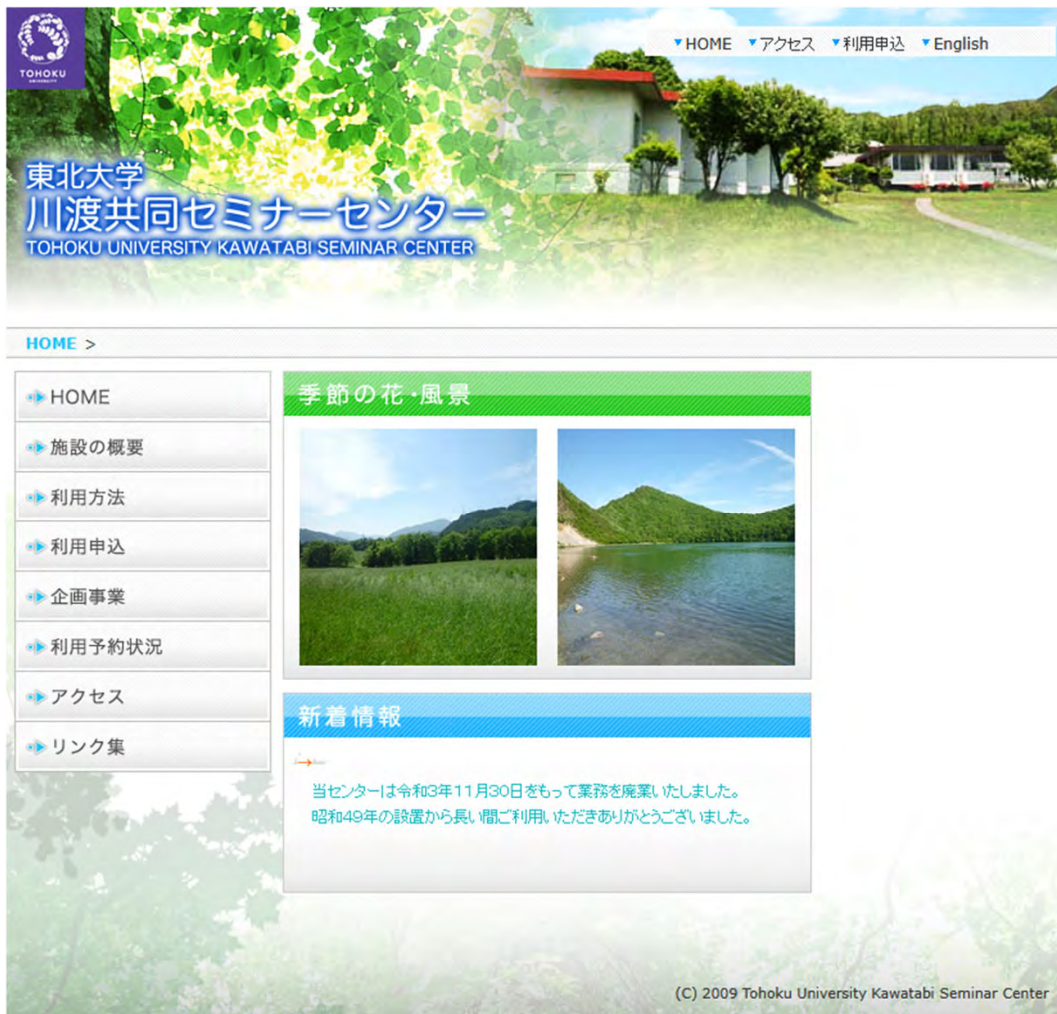 TOHOKU
UNIVERSITY
▼HOME ▼アクセス ▼利用申込 ▼English
東北大学
川渡共同セミナーセンター
TOHOKU UNIVERSITY KAWATABI SEMINAR CENTER
HOME >
HOME
施設の概要
利用方法
利用申込
企画事業
利用予約状況
アクセス
リンク集
季節の花・風景
新着情報
当センターは令和3年11月30日をもって業務を廃業いたしました。
昭和49年の設置から長い間ご利用いただきありがとうございました。
(C) 2009 Tohoku University Kawatabi Seminar Center